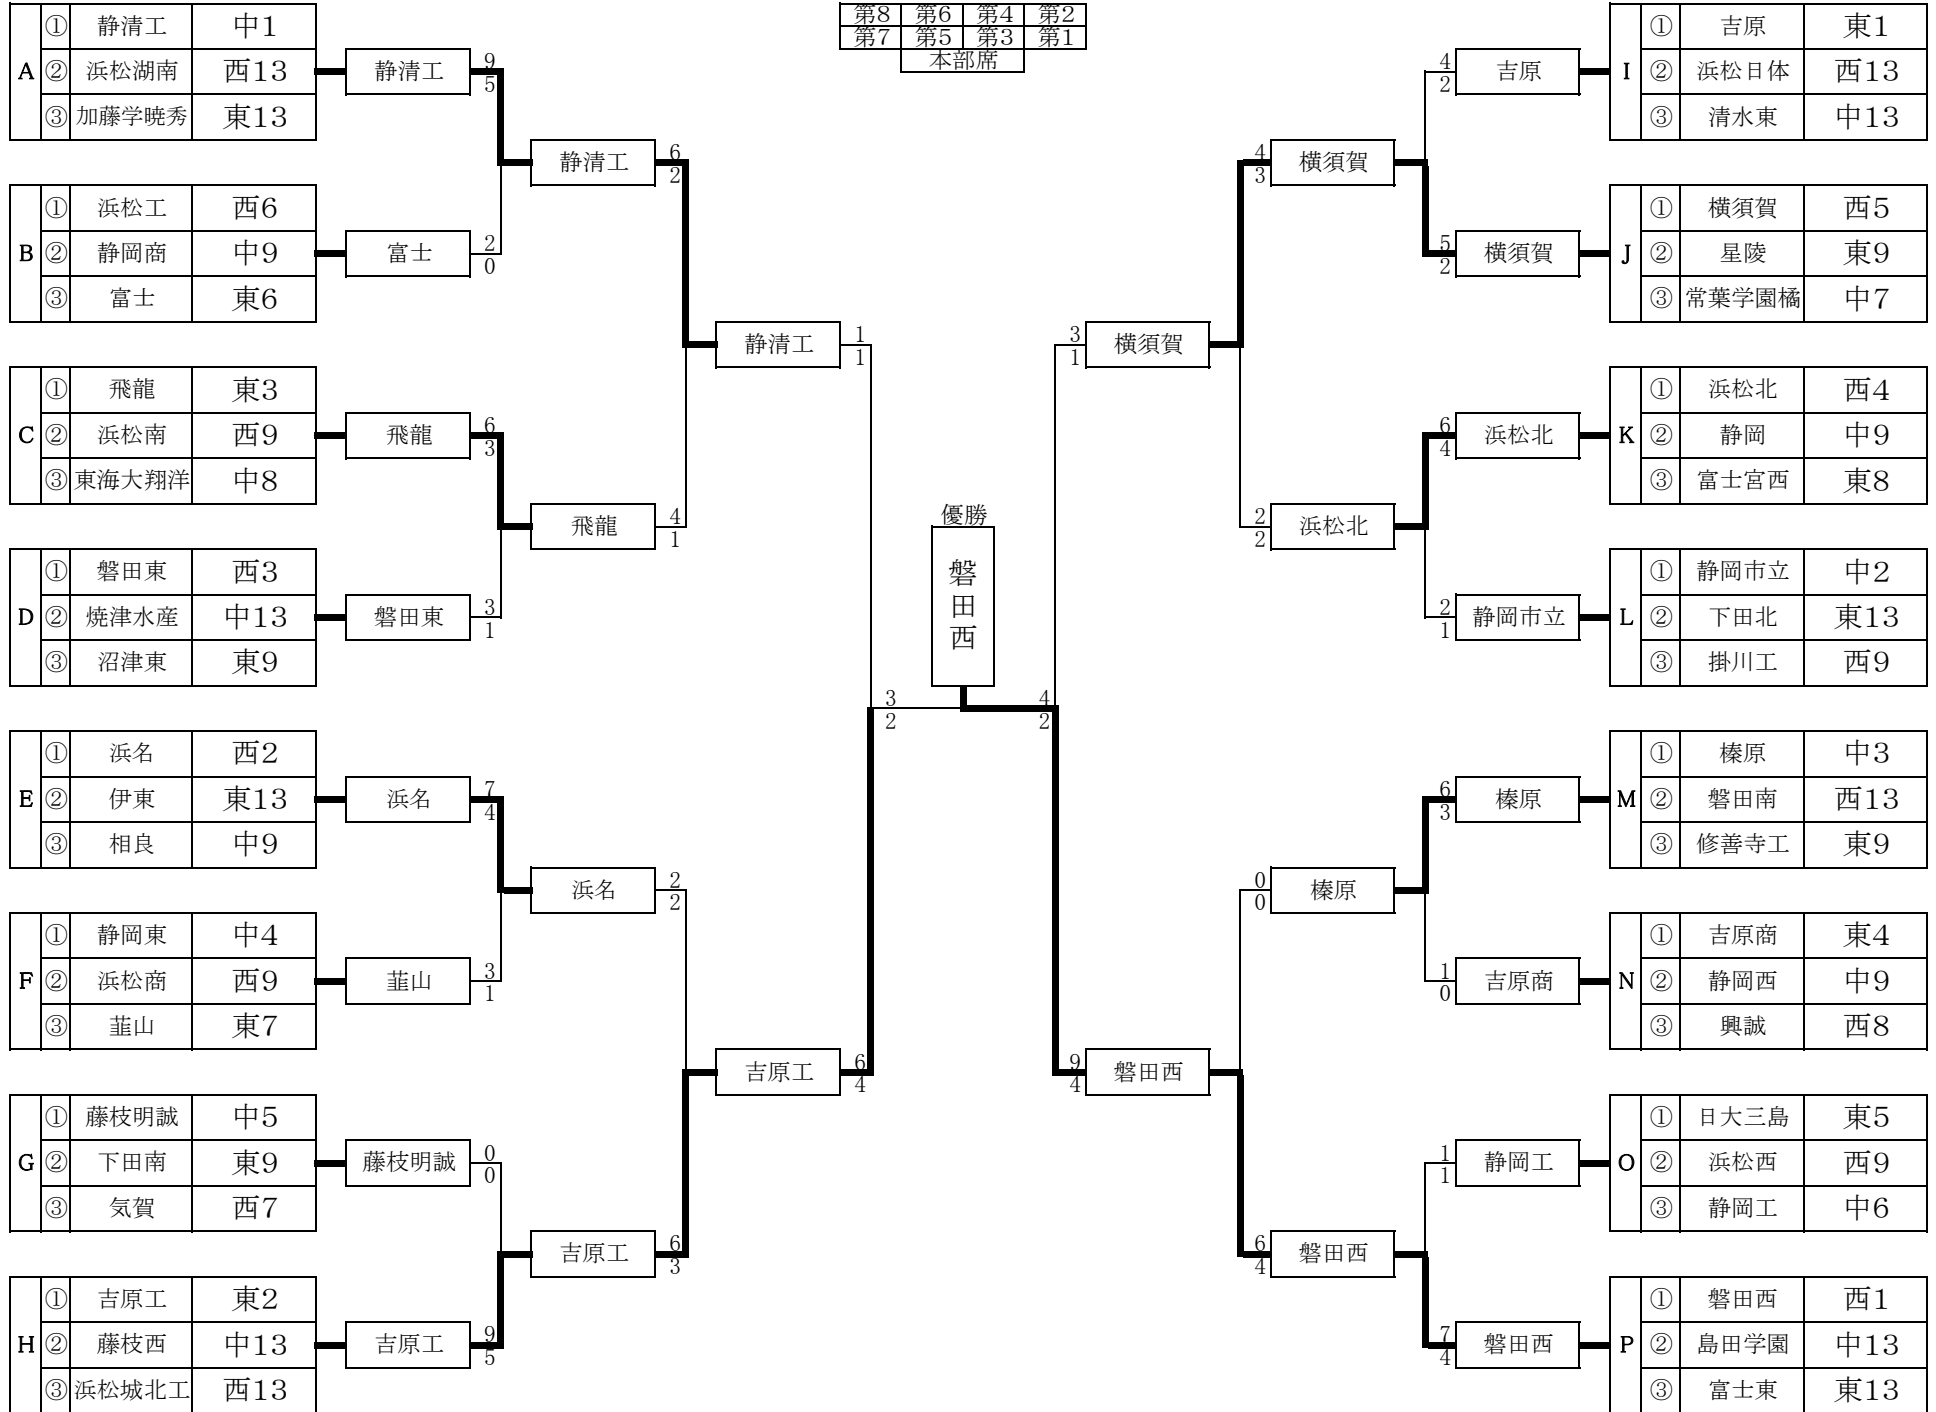 第8 第6 第4 第2
第7 第5 第3 第1
本部席
A
① 静清工 中1
② 浜松湖南 西13
③ 加藤学暁秀 東13
静清工
9
5
B
① 浜松工 西6
② 静岡商 中9
③ 富士 東6
富士
2
0
静清工
6
2
C
① 飛龍 東3
② 浜松南 西9
③ 東海大翔洋 中8
飛龍
6
3
D
① 磐田東 西3
② 焼津水産 中13
③ 沼津東 東9
磐田東
3
1
飛龍
4
1
静清工
1
1
E
① 浜名 西2
② 伊東 東13
③ 相良 中9
浜名
7
4
F
① 静岡東 中4
② 浜松商 西9
③ 韮山 東7
韮山
3
1
浜名
2
2
G
① 藤枝明誠 中5
② 下田南 東9
③ 気賀 西7
藤枝明誠
0
0
H
① 吉原工 東2
② 藤枝西 中13
③ 浜松城北工 西13
吉原工
9
5
吉原工
6
3
吉原工
6
4
3
2
優勝
磐田西
4
2
I
① 吉原 東1
② 浜松日体 西13
③ 清水東 中13
吉原
4
2
J
① 横須賀 西5
② 星陵 東9
③ 常葉学園橘 中7
横須賀
5
2
横須賀
4
3
K
① 浜松北 西4
② 静岡 中9
③ 富士宮西 東8
浜松北
6
4
L
① 静岡市立 中2
② 下田北 東13
③ 掛川工 西9
静岡市立
2
1
浜松北
2
2
横須賀
3
1
M
① 榛原 中3
② 磐田南 西13
③ 修善寺工 東9
榛原
6
3
N
① 吉原商 東4
② 静岡西 中9
③ 興誠 西8
吉原商
1
0
榛原
0
0
O
① 日大三島 東5
② 浜松西 西9
③ 静岡工 中6
静岡工
1
1
P
① 磐田西 西1
② 島田学園 中13
③ 富士東 東13
磐田西
7
4
磐田西
6
4
磐田西
9
4